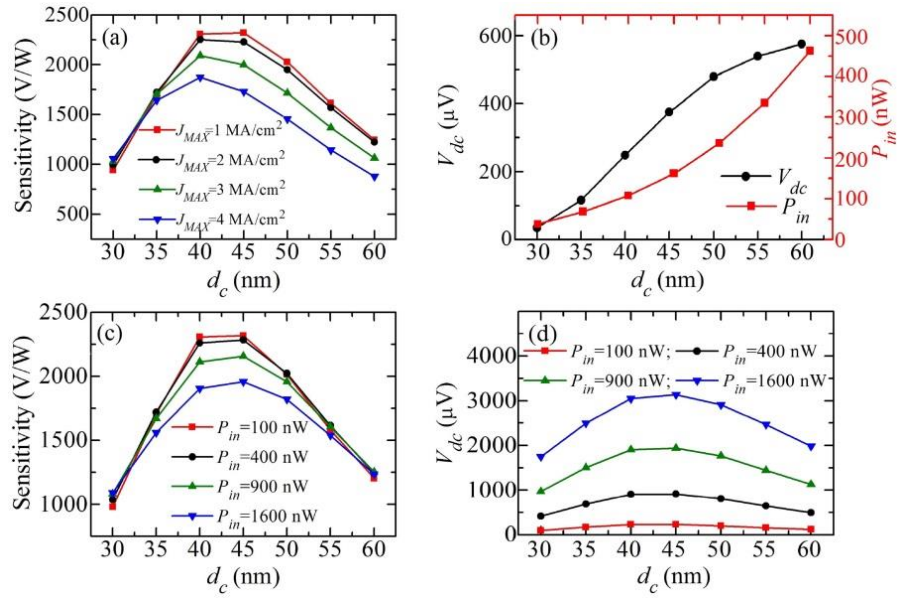 (a)
2500
2250
2000
1750
1500
1250
1000
750
500
Sensitivity (V/W)
J_MAX=1 MA/cm²
J_MAX=2 MA/cm²
J_MAX=3 MA/cm²
J_MAX=4 MA/cm²
30 35 40 45 50 55 60
d_c (nm)
(b)
600
400
200
0
V_dc (μV)
500
400
300
200
100
0
P_in (nW)
V_dc
P_in
30 35 40 45 50 55 60
d_c (nm)
(c)
2500
2000
1500
1000
Sensitivity (V/W)
P_in=100 nW
P_in=400 nW
P_in=900 nW
P_in=1600 nW
30 35 40 45 50 55 60
d_c (nm)
(d)
4000
3000
2000
1000
0
V_dc (μV)
P_in=100 nW; P_in=400 nW
P_in=900 nW; P_in=1600 nW
30 35 40 45 50 55 60
d_c (nm)